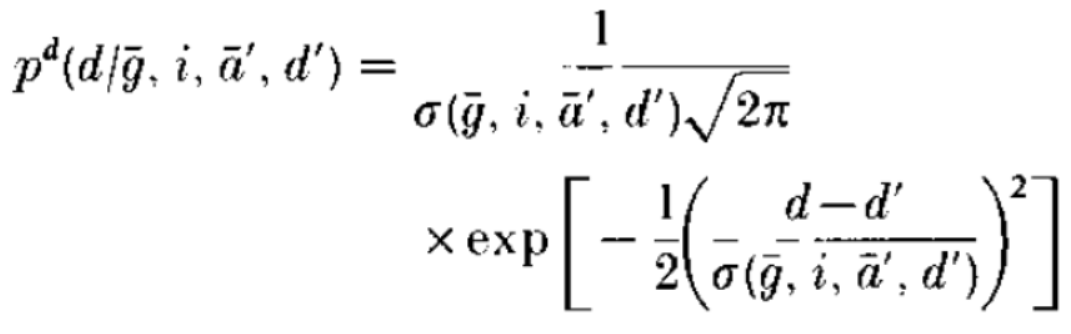 p^d(d/ḡ, i, ā′, d′) = 1 / σ(ḡ, i, ā′, d′)√2π
× exp[ − 1/2 ( d − d′ / σ(ḡ, i, ā′, d′) )^2 ]